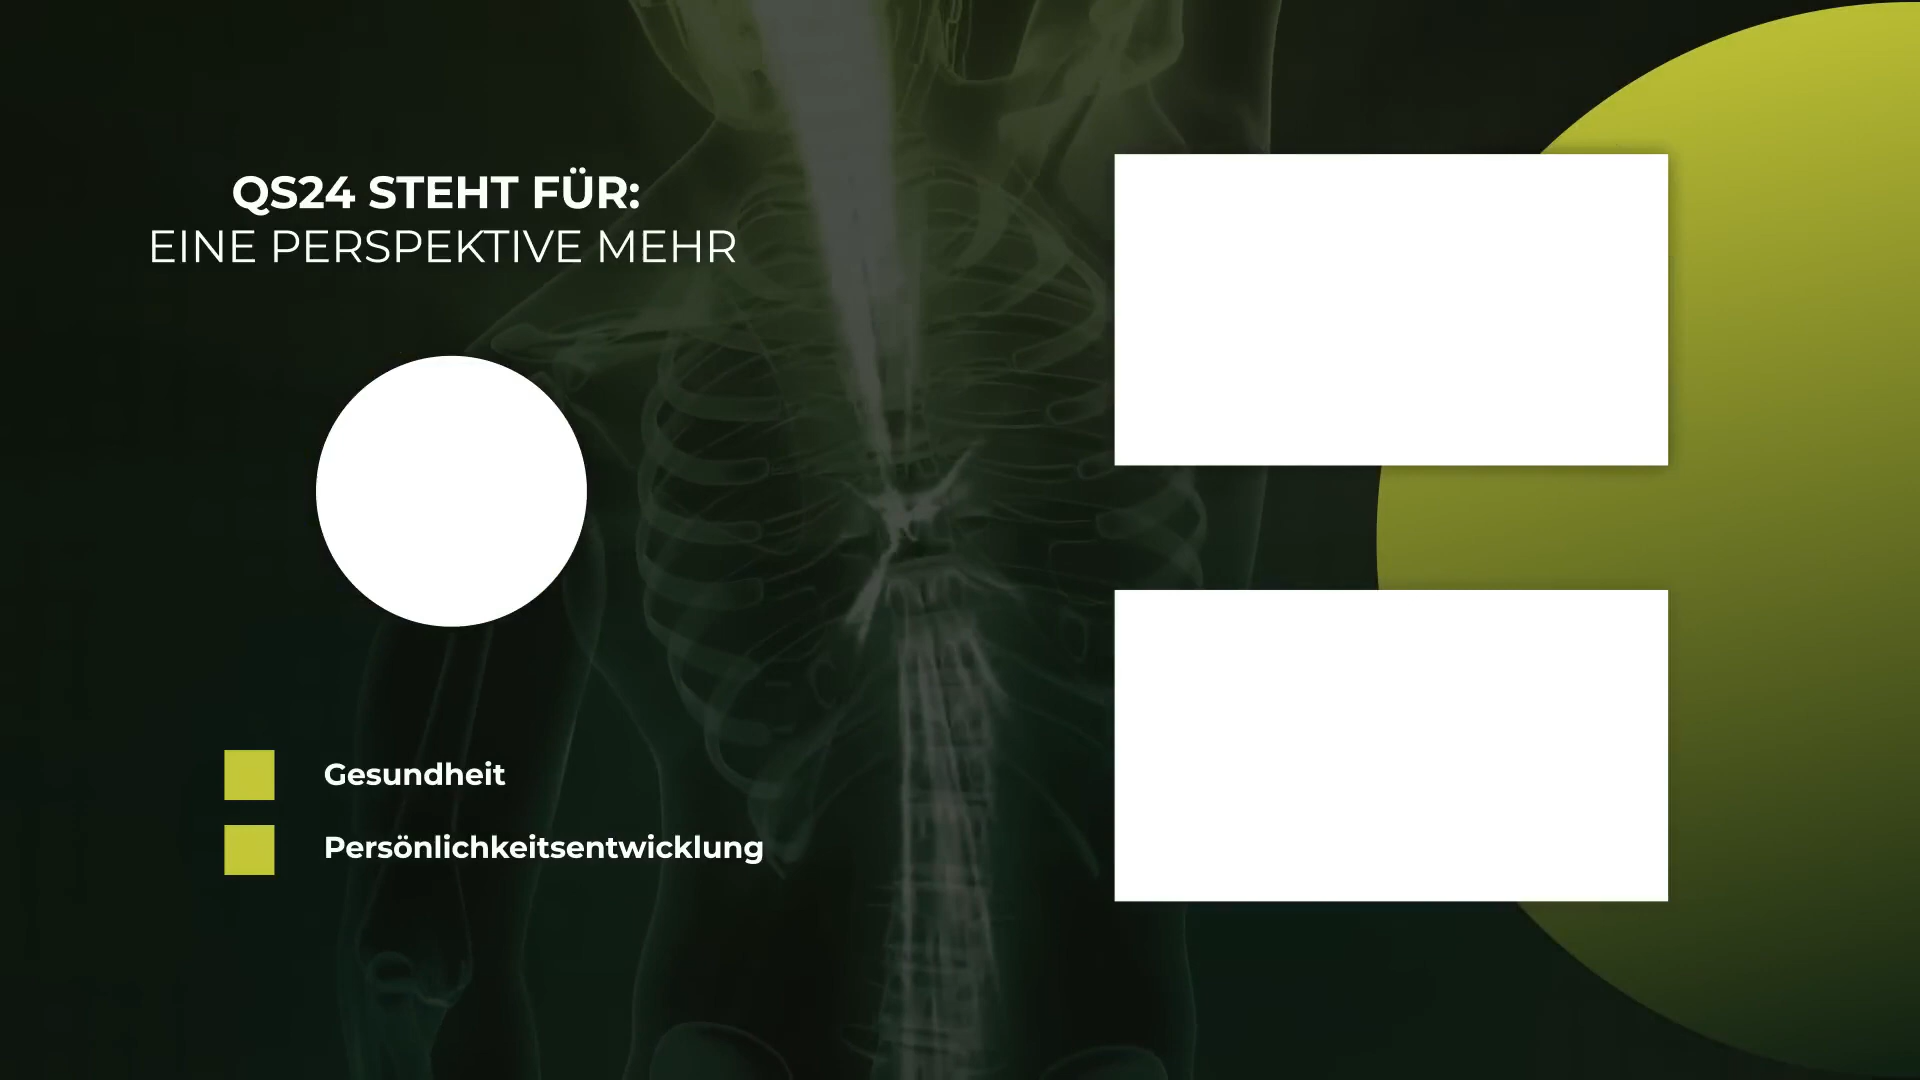 QS24 STEHT FÜR:
EINE PERSPEKTIVE MEHR
Gesundheit
Persönlichkeitsentwicklung